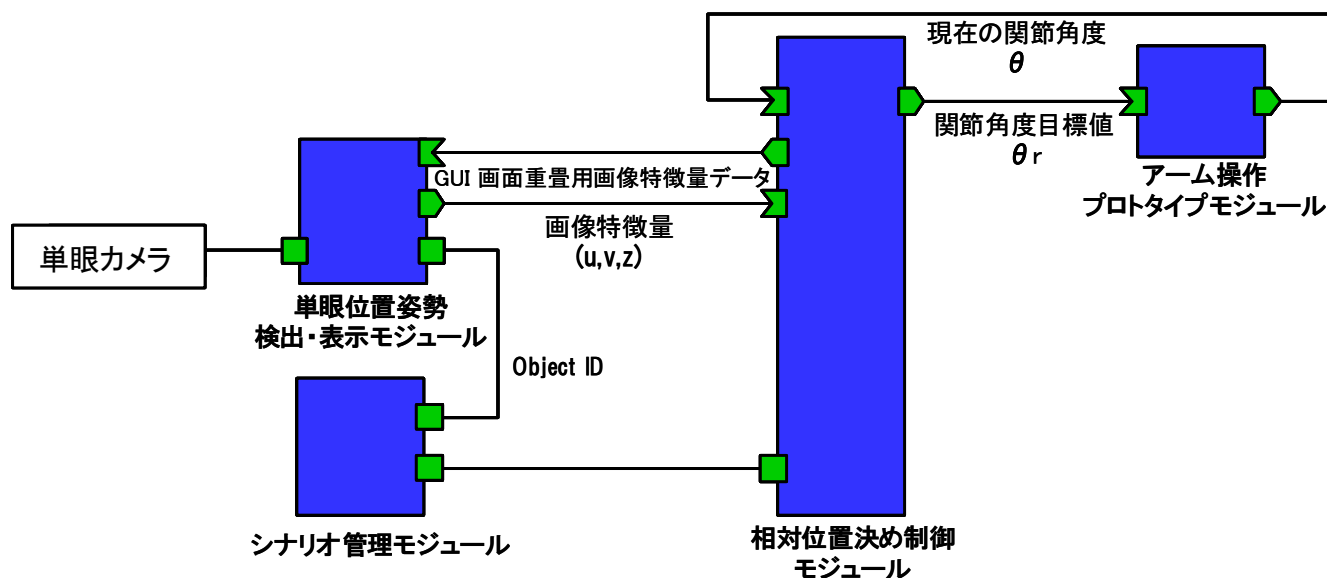 現在の関節角度
θ
関節角度目標値
θr
アーム操作
プロトタイプモジュール
GUI 画面重畳用画像特徴量データ
画像特徴量
(u,v,z)
単眼カメラ
単眼位置姿勢
検出・表示モジュール
Object ID
シナリオ管理モジュール
相対位置決め制御
モジュール